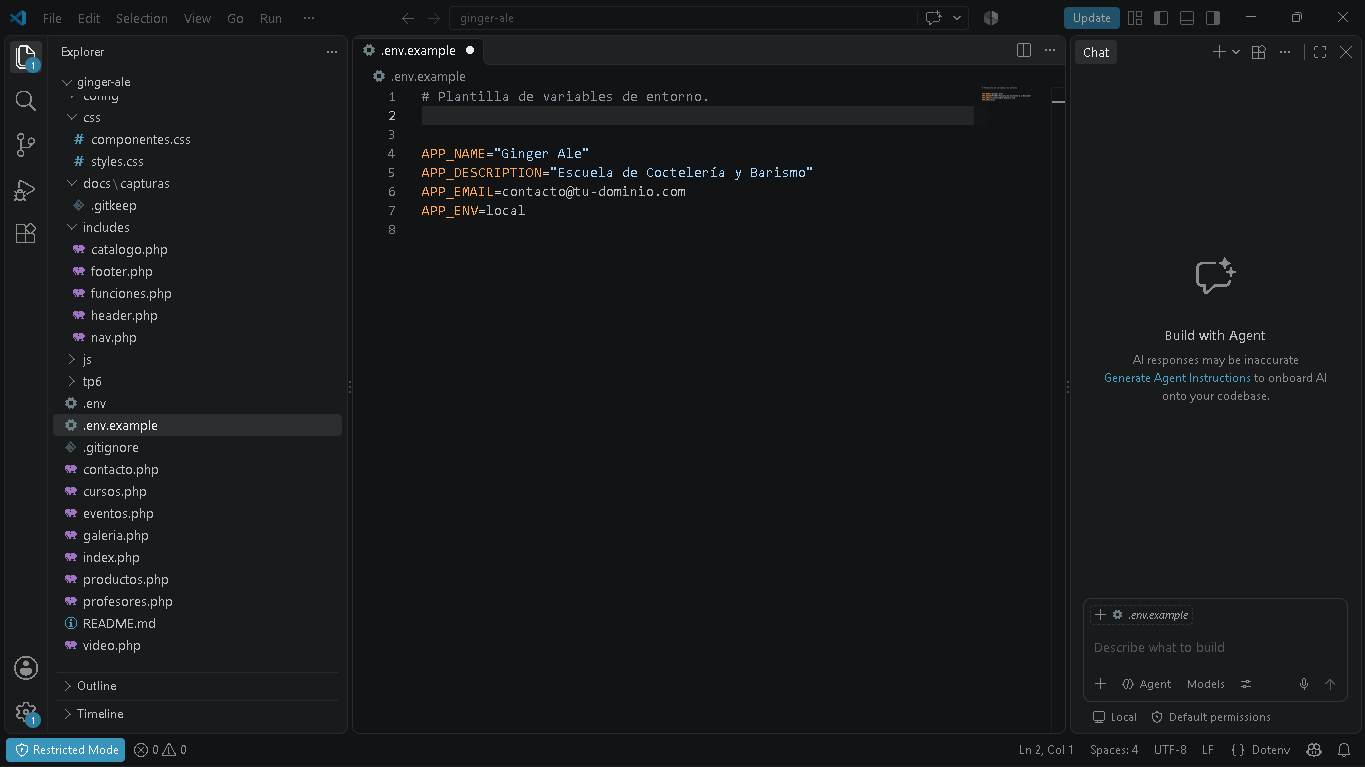 File Edit Selection View Go Run ··· ginger-ale Update
Explorer ···
ginger-ale
config
css
componentes.css
styles.css
docs\capturas
.gitkeep
includes
catalogo.php
footer.php
funciones.php
header.php
nav.php
js
tp6
.env
.env.example
.gitignore
contacto.php
cursos.php
eventos.php
galeria.php
index.php
productos.php
profesores.php
README.md
video.php
Outline
Timeline
.env.example
.env.example
1 # Plantilla de variables de entorno.
2
3
4 APP_NAME="Ginger Ale"
5 APP_DESCRIPTION="Escuela de Coctelería y Barismo"
6 APP_EMAIL=contacto@tu-dominio.com
7 APP_ENV=local
8
Chat
Build with Agent
AI responses may be inaccurate
Generate Agent Instructions to onboard AI
onto your codebase.
.env.example
Describe what to build
Agent Models
Local Default permissions
1
1
Restricted Mode 0 0 Ln 2, Col 1 Spaces: 4 UTF-8 LF { } Dotenv